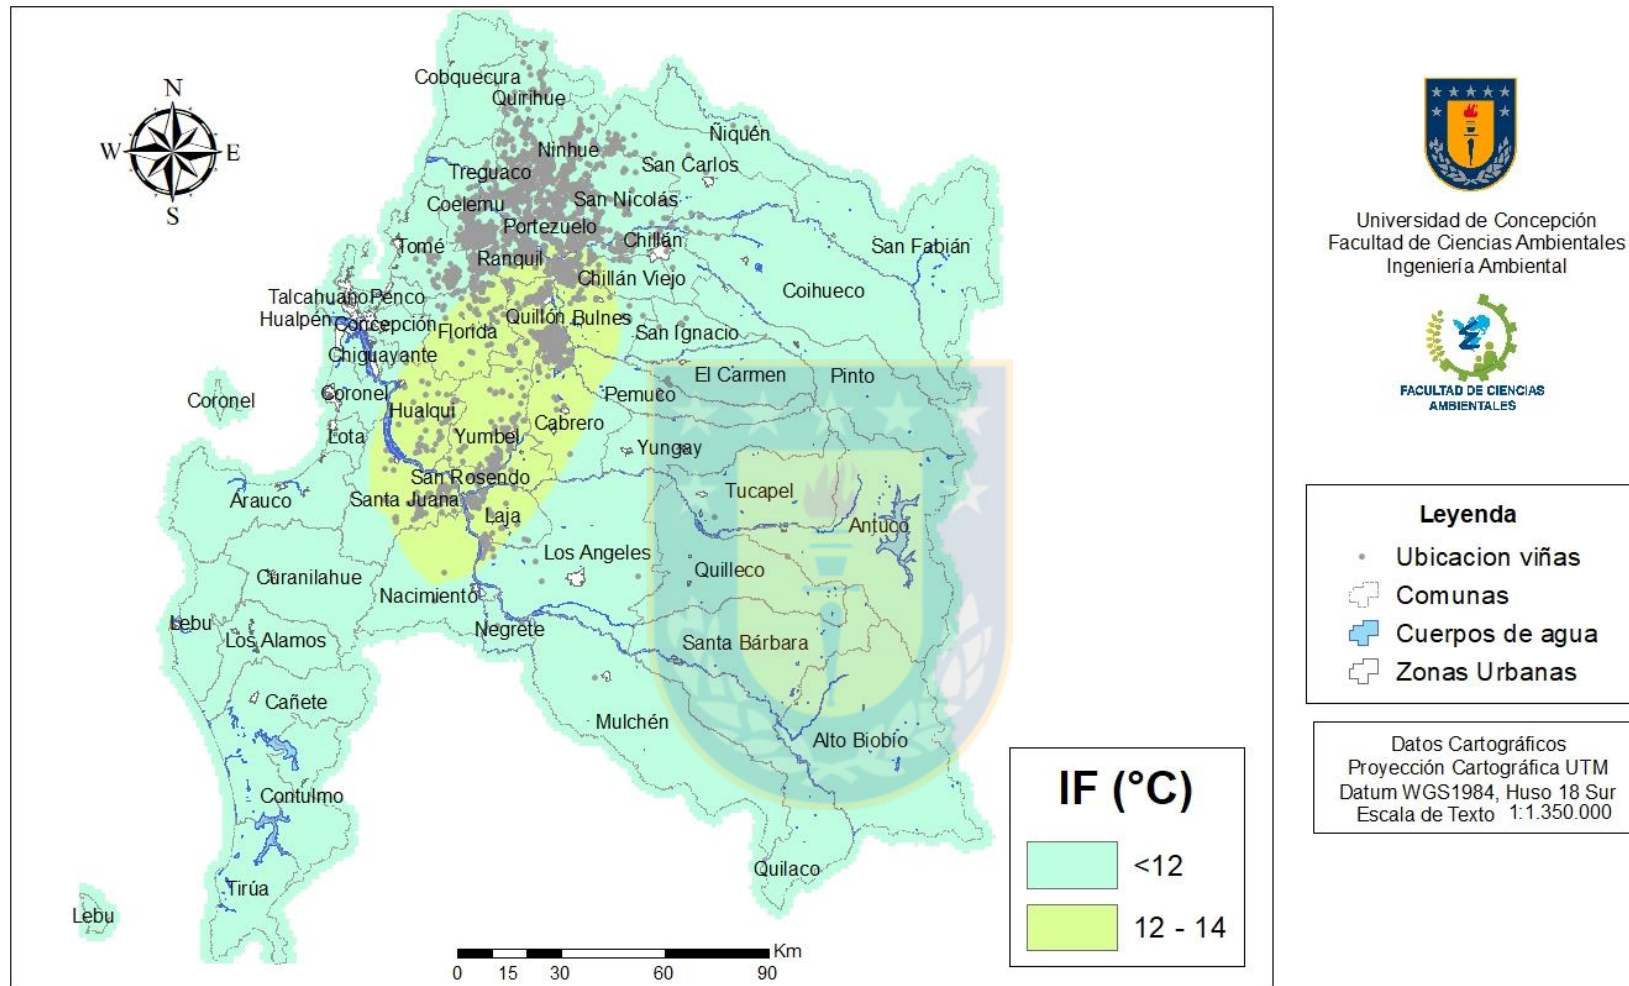 N
W
E
S
Cobquecura
Quirihue
Ñiquén
Ninhue
San Carlos
Treguaco
Coelemu
San Nicolás
Portezuelo
Tomé
Chillán
San Fabián
Ranquil
Chillán Viejo
Coihueco
Talcahuano
Penco
Hualpén
Concepción
Florida
Quillón
Bulnes
San Ignacio
Chiguayante
El Carmen
Pinto
Coronel
Coronel
Hualqui
Pemuco
Lota
Yumbel
Cabrero
Yungay
San Rosendo
Arauco
Santa Juana
Tucapel
Laja
Antuco
Los Angeles
Curanilahue
Quilleco
Nacimiento
Lebu
Negrete
Los Alamos
Santa Bárbara
Cañete
Mulchén
Alto Biobío
Contulmo
Quilaco
Tirúa
Lebu
Km
0 15 30 60 90
IF (°C)
<12
12 - 14
Universidad de Concepción
Facultad de Ciencias Ambientales
Ingeniería Ambiental
FACULTAD DE CIENCIAS
AMBIENTALES
Leyenda
Ubicacion viñas
Comunas
Cuerpos de agua
Zonas Urbanas
Datos Cartográficos
Proyección Cartográfica UTM
Datum WGS1984, Huso 18 Sur
Escala de Texto 1:1.350.000